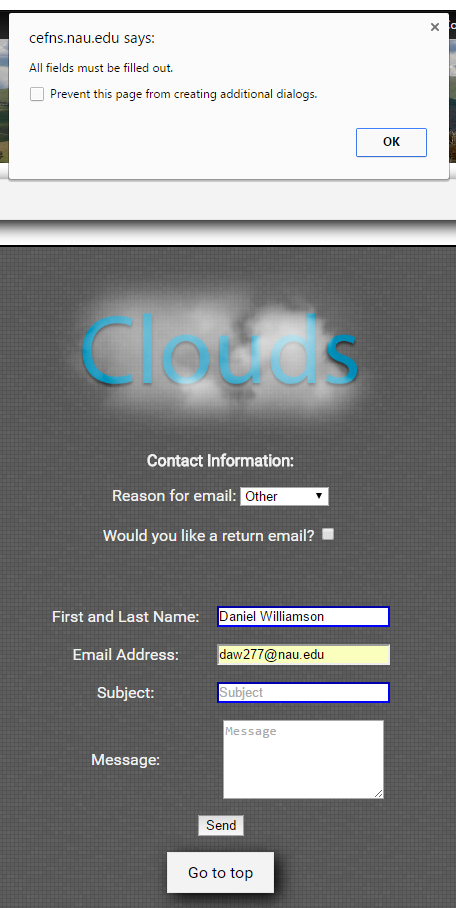 cefns.nau.edu says:
All fields must be filled out.
Prevent this page from creating additional dialogs.
OK
Clouds
Contact Information:
Reason for email: Other
Would you like a return email?
First and Last Name: Daniel Williamson
Email Address: daw277@nau.edu
Subject: Subject
Message: Message
Send
Go to top